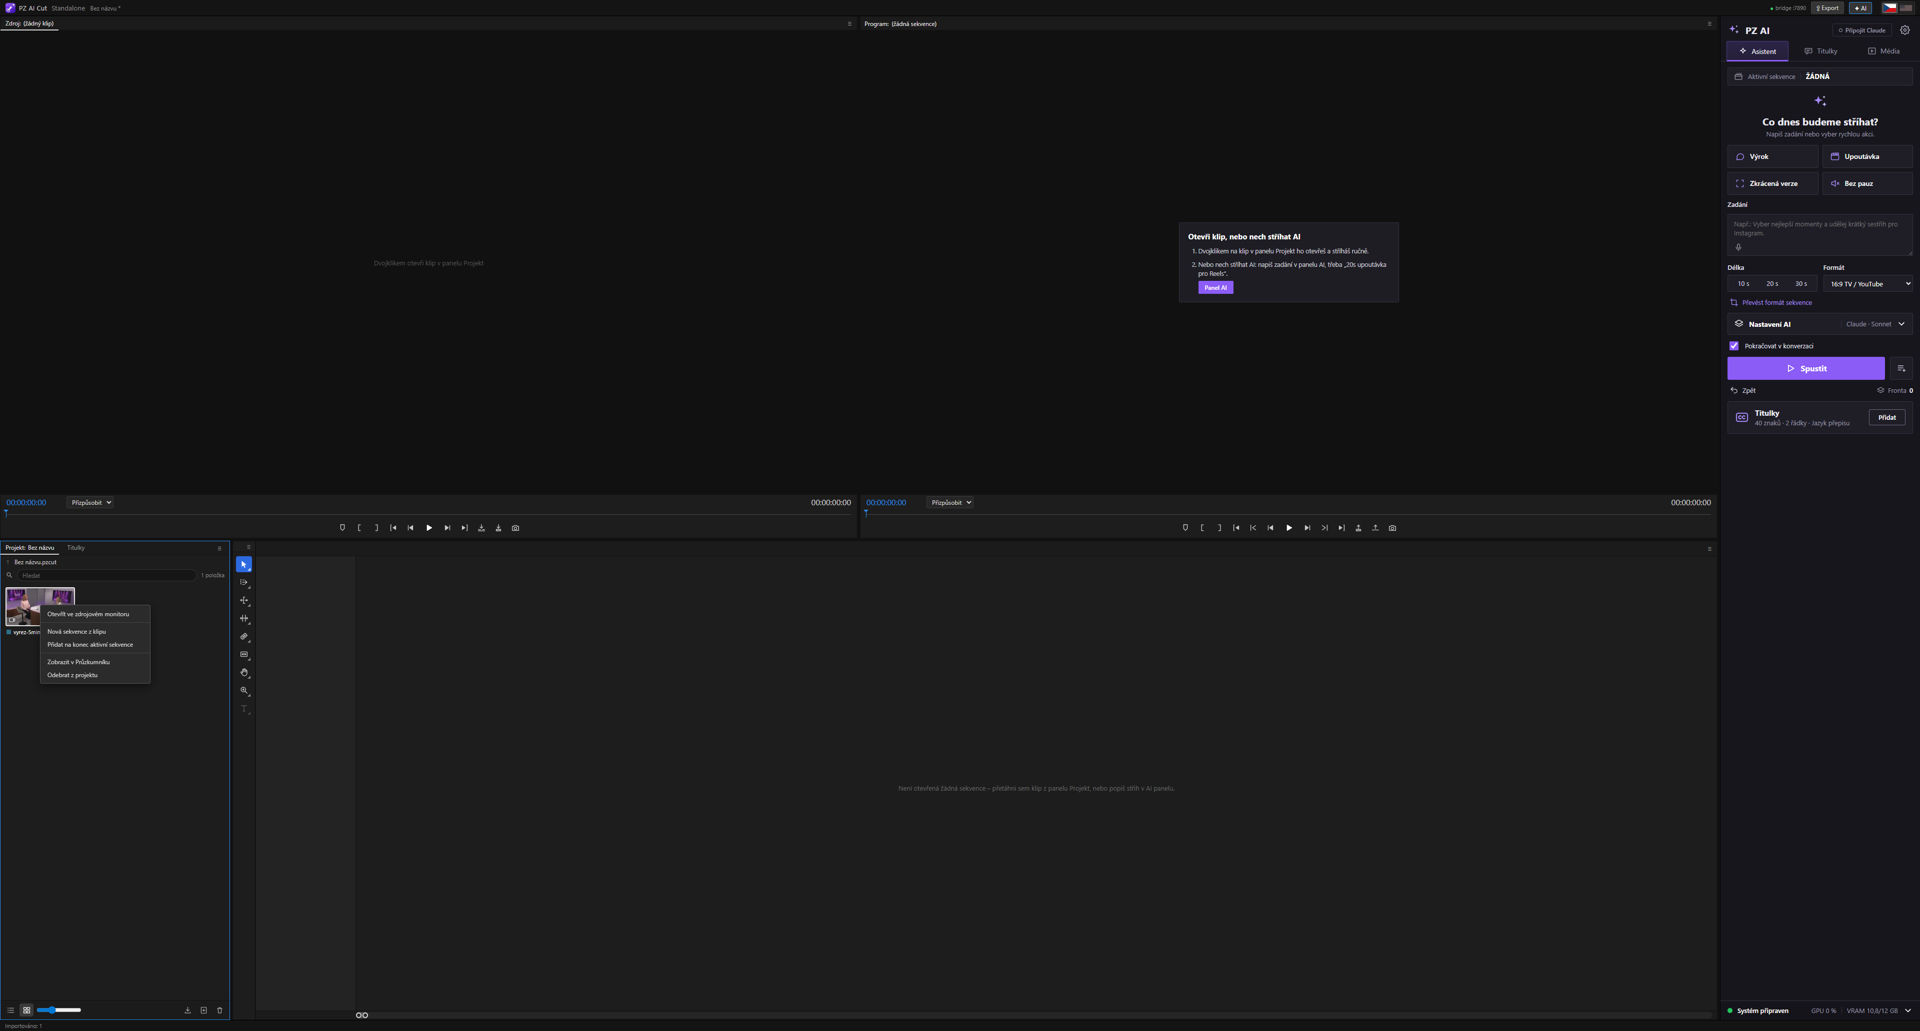 PZ AI Cut Standalone Bez názvu *
bridge :7890 Export AI
Zdroj: (žádný klip)
Program: (žádná sekvence)
PZ AI
Připojit Claude
Asistent Titulky Média
Aktivní sekvence ŽÁDNÁ
Co dnes budeme stříhat?
Napiš zadání nebo vyber rychlou akci.
Výrok
Upoutávka
Zkrácená verze
Bez pauz
Zadání
Např.: Vyber nejlepší momenty a udělej krátký sestřih pro
Instagram.
Délka
Formát
10 s 20 s 30 s
16:9 TV / YouTube
Převést formát sekvence
Nastavení AI
Claude · Sonnet
Pokračovat v konverzaci
Spustit
Zpět
Fronta 0
CC
Titulky
40 znaků · 2 řádky · Jazyk přepisu
Přidat
Dvojklikem otevři klip v panelu Projekt
Otevři klip, nebo nech stříhat AI
1. Dvojklikem na klip v panelu Projekt ho otevřeš a stříháš ručně.
2. Nebo nech stříhat AI: napiš zadání v panelu AI, třeba „20s upoutávka
pro Reels“.
Panel AI
00:00:00:00 Přizpůsobit 00:00:00:00
00:00:00:00 Přizpůsobit 00:00:00:00
Projekt: Bez názvu Titulky
Bez názvu.pzcut
Hledat
1 položka
vyrez-5min
Otevřít ve zdrojovém monitoru
Nová sekvence z klipu
Přidat na konec aktivní sekvence
Zobrazit v Průzkumníku
Odebrat z projektu
T
Není otevřená žádná sekvence – přetáhni sem klip z panelu Projekt, nebo popiš střih v AI panelu.
Systém připraven
GPU 0 % VRAM 10,8/12 GB
Importováno: 1